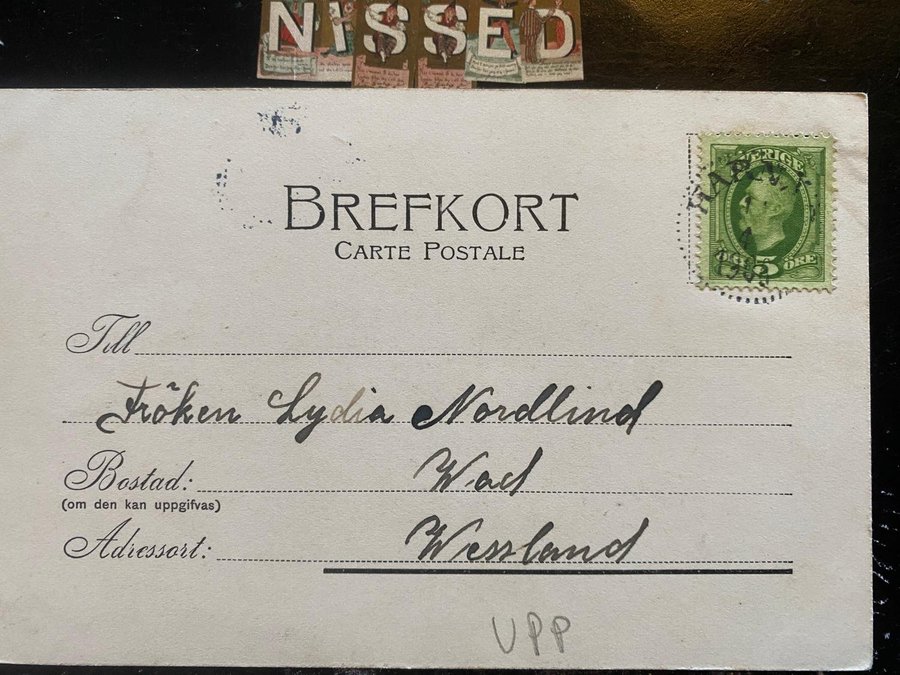 NISSED
BREFKORT
CARTE POSTALE
SVERIGE
5 ÖRE
Till
Fröken Lydia Nordlind
Bostad: Wad
(om den kan uppgifvas)
Adressort: Wessland
UPP